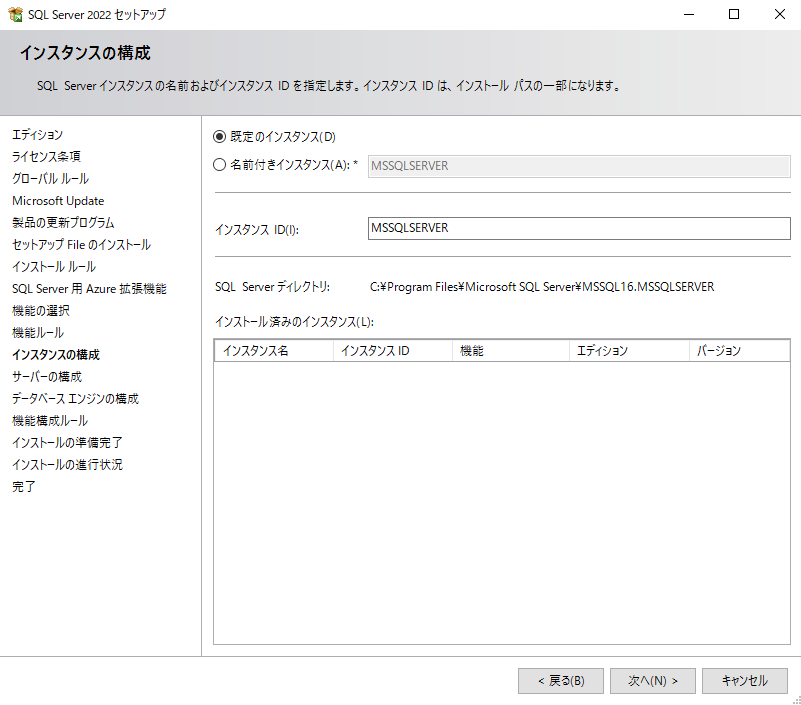 SQL Server 2022 セットアップ
インスタンスの構成
SQL Server インスタンスの名前およびインスタンス ID を指定します。インスタンス ID は、インストール パスの一部になります。
エディション
ライセンス条項
グローバル ルール
Microsoft Update
製品の更新プログラム
セットアップ File のインストール
インストール ルール
SQL Server 用 Azure 拡張機能
機能の選択
機能ルール
インスタンスの構成
サーバーの構成
データベース エンジンの構成
機能構成ルール
インストールの準備完了
インストールの進行状況
完了
既定のインスタンス(D)
名前付きインスタンス(A): * MSSQLSERVER
インスタンス ID(I): MSSQLSERVER
SQL Server ディレクトリ: C:¥Program Files¥Microsoft SQL Server¥MSSQL16.MSSQLSERVER
インストール済みのインスタンス(L):
インスタンス名 インスタンス ID 機能 エディション バージョン
< 戻る(B) 次へ(N) > キャンセル